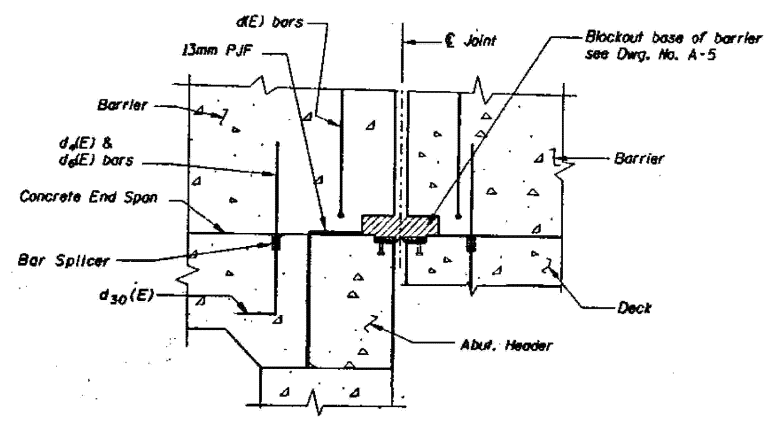 d(E) bars
13mm PJF
℄ Joint
Blockout base of barrier
see Dwg. No. A-5
Barrier
d4(E) &
d6(E) bars
Barrier
Concrete End Span
Bar Splicer
d30(E)
Deck
Abut. Header